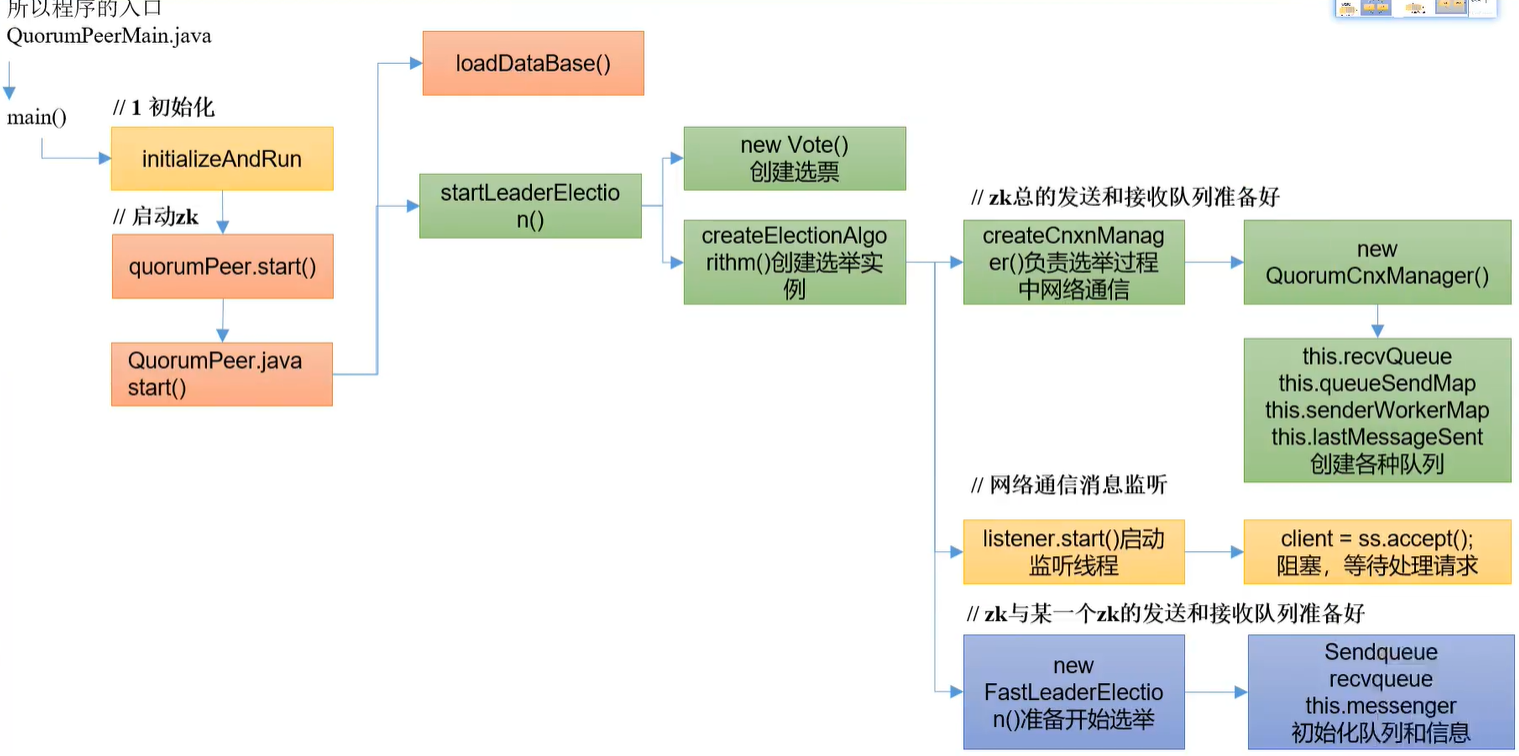 所以程序的入口
QuorumPeerMain.java
main()
// 1 初始化
initializeAndRun
// 启动zk
quorumPeer.start()
QuorumPeer.java
start()
loadDataBase()
startLeaderElectio
n()
new Vote()
创建选票
createElectionAlgo
rithm()创建选举实
例
// zk总的发送和接收队列准备好
createCnxnManag
er()负责选举过程
中网络通信
new
QuorumCnxManager()
this.recvQueue
this.queueSendMap
this.senderWorkerMap
this.lastMessageSent
创建各种队列
// 网络通信消息监听
listener.start()启动
监听线程
client = ss.accept();
阻塞，等待处理请求
// zk与某一个zk的发送和接收队列准备好
new
FastLeaderElectio
n()准备开始选举
Sendqueue
recvqueue
this.messenger
初始化队列和信息